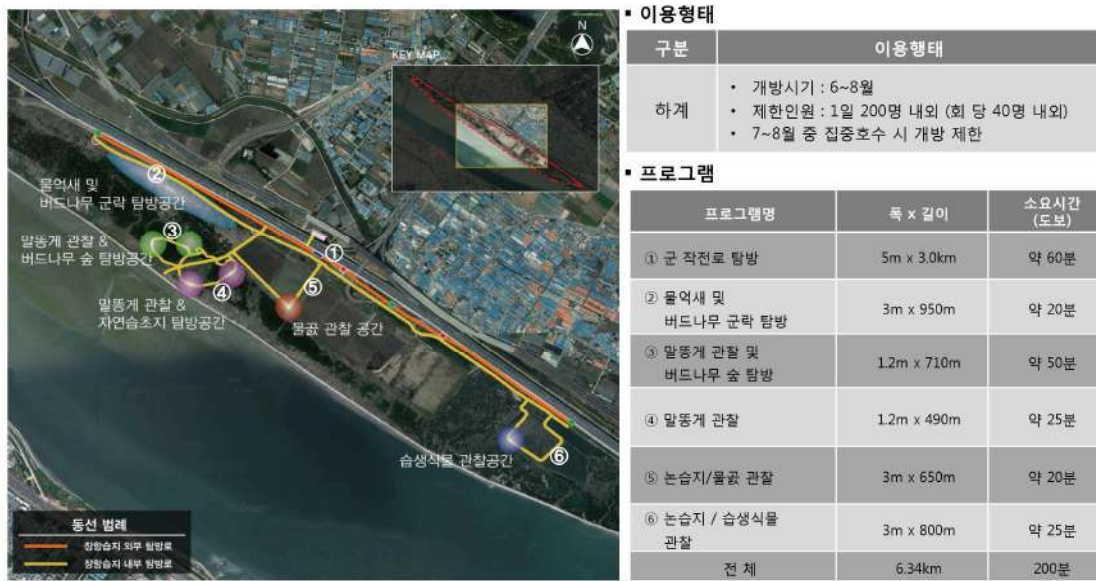 N
KEY MAP
②
물억새 및
버드나무 군락 탐방공간
③
말똥게 관찰 &
버드나무 숲 탐방공간
①
④
⑤
말똥게 관찰 &
자연습초지 탐방공간
물곬 관찰 공간
습생식물 관찰공간
⑥
동선 범례
장항습지 외부 탐방로
장항습지 내부 탐방로
▪ 이용형태
구분 이용행태
하계
• 개방시기 : 6~8월
• 제한인원 : 1일 200명 내외 (회 당 40명 내외)
• 7~8월 중 집중호수 시 개방 제한
▪ 프로그램
프로그램명 폭 x 길이 소요시간
(도보)
① 군 작전로 탐방 5m x 3.0km 약 60분
② 물억새 및
버드나무 군락 탐방 3m x 950m 약 20분
③ 말똥게 관찰 및
버드나무 숲 탐방 1.2m x 710m 약 50분
④ 말똥게 관찰 1.2m x 490m 약 25분
⑤ 논습지/물곬 관찰 3m x 650m 약 20분
⑥ 논습지 / 습생식물
관찰 3m x 800m 약 25분
전 체 6.34km 200분